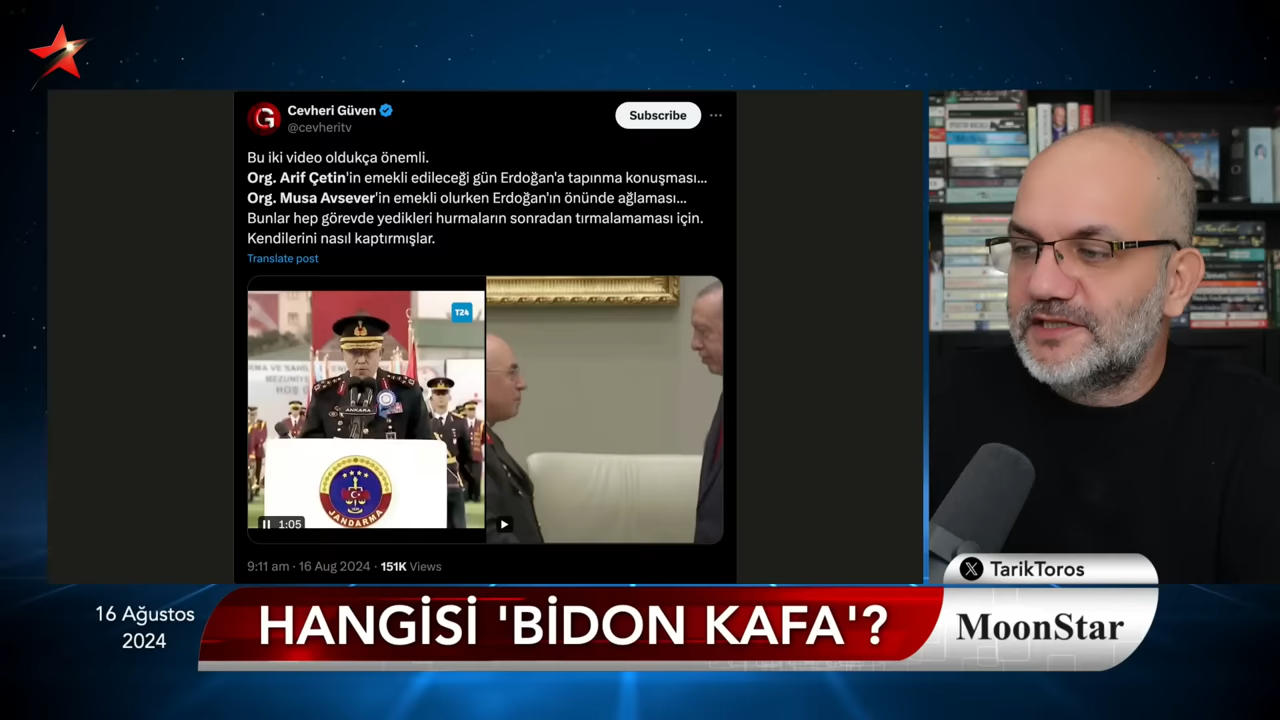 Cevheri Güven
@cevheritv
Subscribe
Bu iki video oldukça önemli.
Org. Arif Çetin'in emekli edileceği gün Erdoğan'a tapınma konuşması...
Org. Musa Avsever'in emekli olurken Erdoğan'ın önünde ağlaması...
Bunlar hep görevde yedikleri hurmaların sonradan tırmalamaması için.
Kendilerini nasıl kaptırmışlar.
Translate post
T24
ANKARA
JANDARMA
1:05
9:11 am · 16 Aug 2024 · 151K Views
TarikToros
16 Ağustos
2024
HANGİSİ 'BİDON KAFA'?
MoonStar